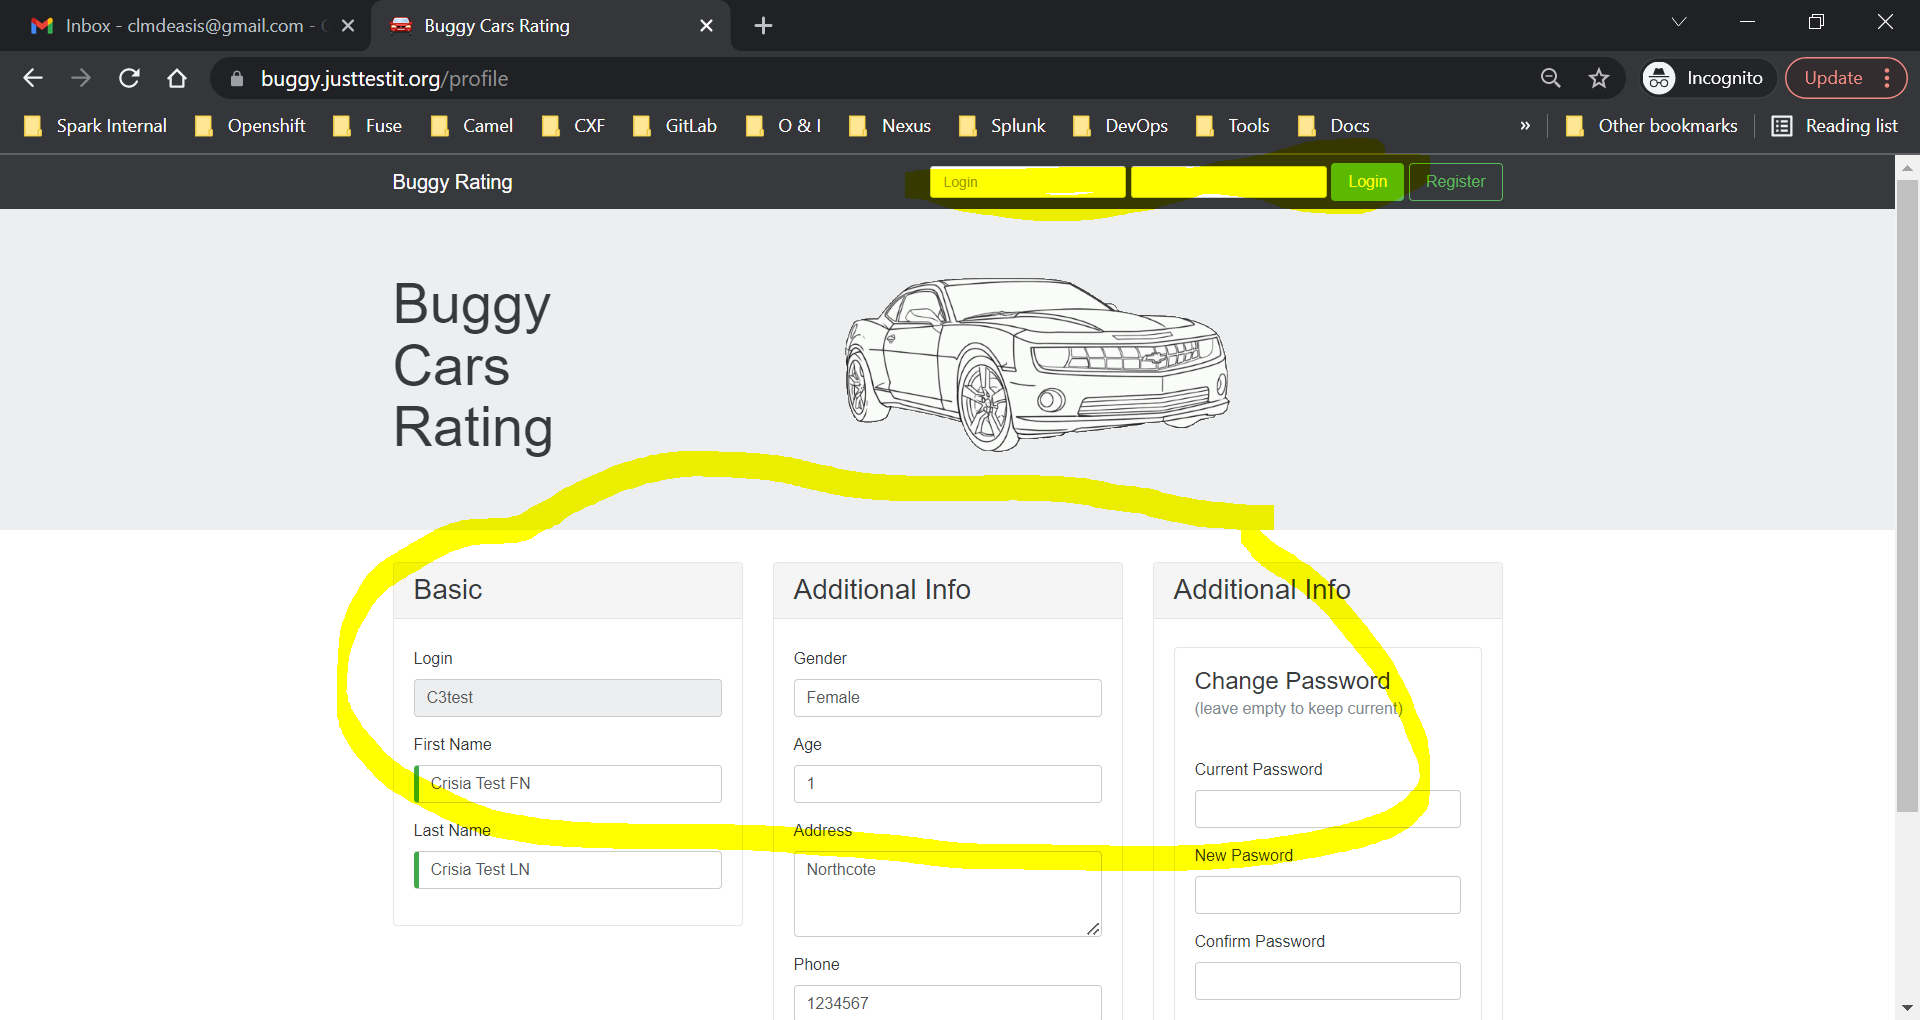 Inbox - clmdeasis@gmail.com -
Buggy Cars Rating
buggy.justtestit.org/profile
Incognito
Update
Spark Internal
Openshift
Fuse
Camel
CXF
GitLab
O & I
Nexus
Splunk
DevOps
Tools
Docs
»
Other bookmarks
Reading list
Buggy Rating
Login
Login
Register
Buggy
Cars
Rating
Basic
Login
C3test
First Name
Crisia Test FN
Last Name
Crisia Test LN
Additional Info
Gender
Female
Age
1
Address
Northcote
Phone
1234567
Additional Info
Change Password
(leave empty to keep current)
Current Password
New Pasword
Confirm Password